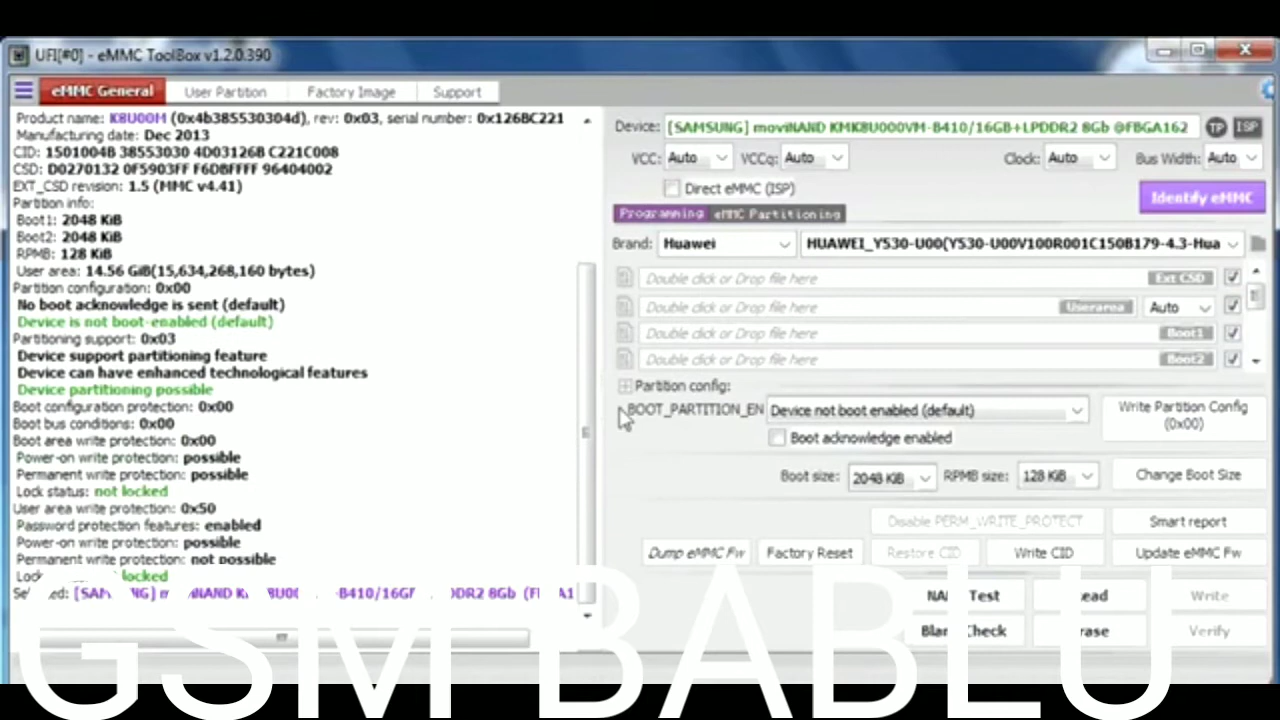 UFI[#0] - eMMC ToolBox v1.2.0.390
eMMC General
User Partition
Factory Image
Support
Product name: K8U00M (0x4b385530304d), rev: 0x03, serial number: 0x126BC221
Manufacturing date: Dec 2013
CID: 1501004B 38553030 4D03126B C221C008
CSD: D0270132 0F5903FF F6DBFFFF 96404002
EXT_CSD revision: 1.5 (MMC v4.41)
Partition info:
Boot1: 2048 KiB
Boot2: 2048 KiB
RPMB: 128 KiB
User area: 14.56 GiB(15,634,268,160 bytes)
Partition configuration: 0x00
No boot acknowledge is sent (default)
Device is not boot-enabled (default)
Partitioning support: 0x03
Device support partitioning feature
Device can have enhanced technological features
Device partitioning possible
Boot configuration protection: 0x00
Boot bus conditions: 0x00
Boot area write protection: 0x00
Power-on write protection: possible
Permanent write protection: possible
Lock status: not locked
User area write protection: 0x50
Password protection features: enabled
Power-on write protection: possible
Permanent write protection: not possible
locked
B410/16G
8Gb
Device: [SAMSUNG] moviNAND KMK8U000VM-B410/16GB+LPDDR2 8Gb @FBGA162
TP
ISP
VCC: Auto
VCCq: Auto
Clock: Auto
Bus Width: Auto
Direct eMMC (ISP)
Identify eMMC
Programming
eMMC Partitioning
Brand: Huawei
HUAWEI_Y530-U00(Y530-U00V100R001C150B179-4.3-Hua
Double click or Drop file here Ext CSD
Double click or Drop file here Userarea Auto
Double click or Drop file here Boot1
Double click or Drop file here Boot2
Partition config:
BOOT_PARTITION_EN Device not boot enabled (default)
Write Partition Config (0x00)
Boot acknowledge enabled
Boot size: 2048 KiB
RPMB size: 128 KiB
Change Boot Size
Disable PERM_WRITE_PROTECT
Smart report
Dump eMMC Fw
Factory Reset
Restore CID
Write CID
Update eMMC Fw
Test
Write
Check
Verify
GSM BABLU